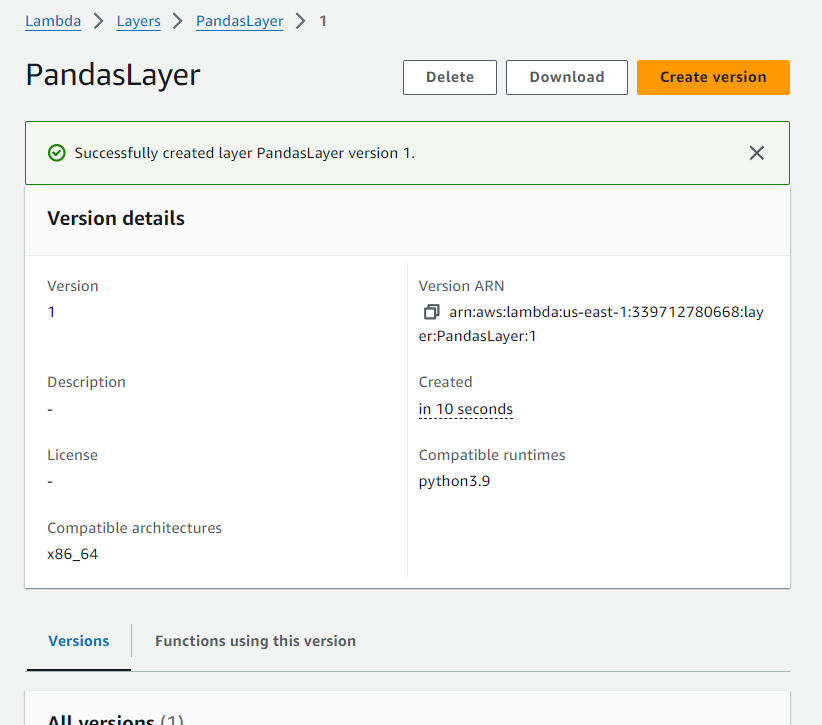 Lambda > Layers > PandasLayer > 1
PandasLayer
Delete Download Create version
Successfully created layer PandasLayer version 1.
Version details
Version
1
Version ARN
arn:aws:lambda:us-east-1:339712780668:lay
er:PandasLayer:1
Description
-
Created
in 10 seconds
License
-
Compatible runtimes
python3.9
Compatible architectures
x86_64
Versions Functions using this version
All versions (1)